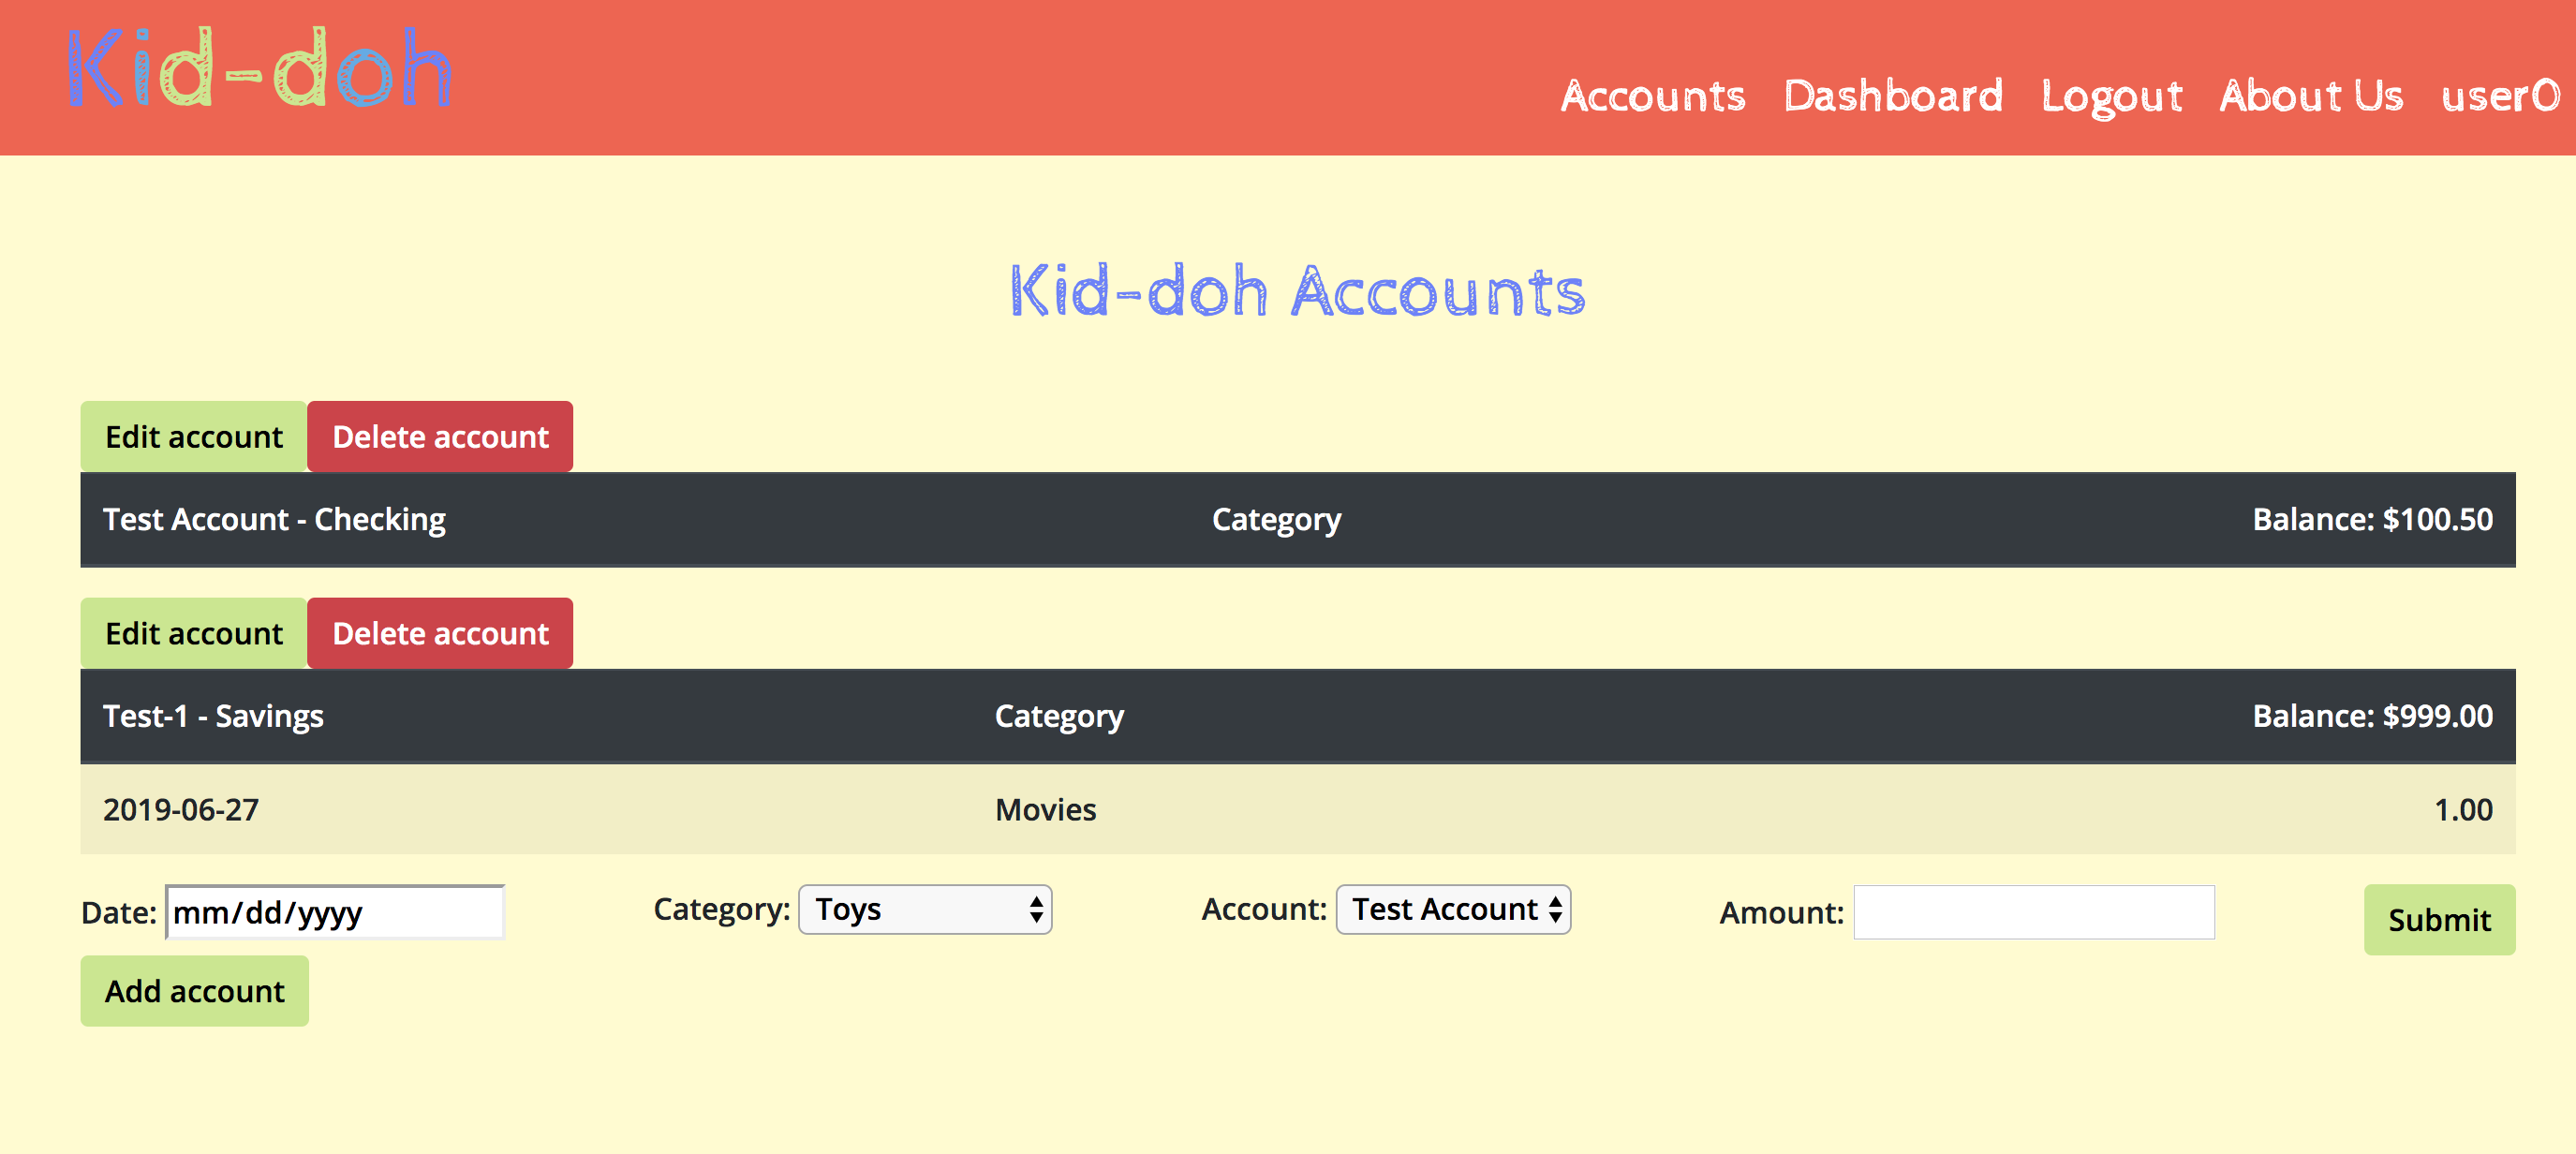 Kid-doh
Accounts Dashboard Logout About Us user0
Kid-doh Accounts
Edit account Delete account
Test Account - Checking Category Balance: $100.50
Edit account Delete account
Test-1 - Savings Category Balance: $999.00
2019-06-27 Movies 1.00
Date: mm/dd/yyyy Category: Toys Account: Test Account Amount: Submit
Add account